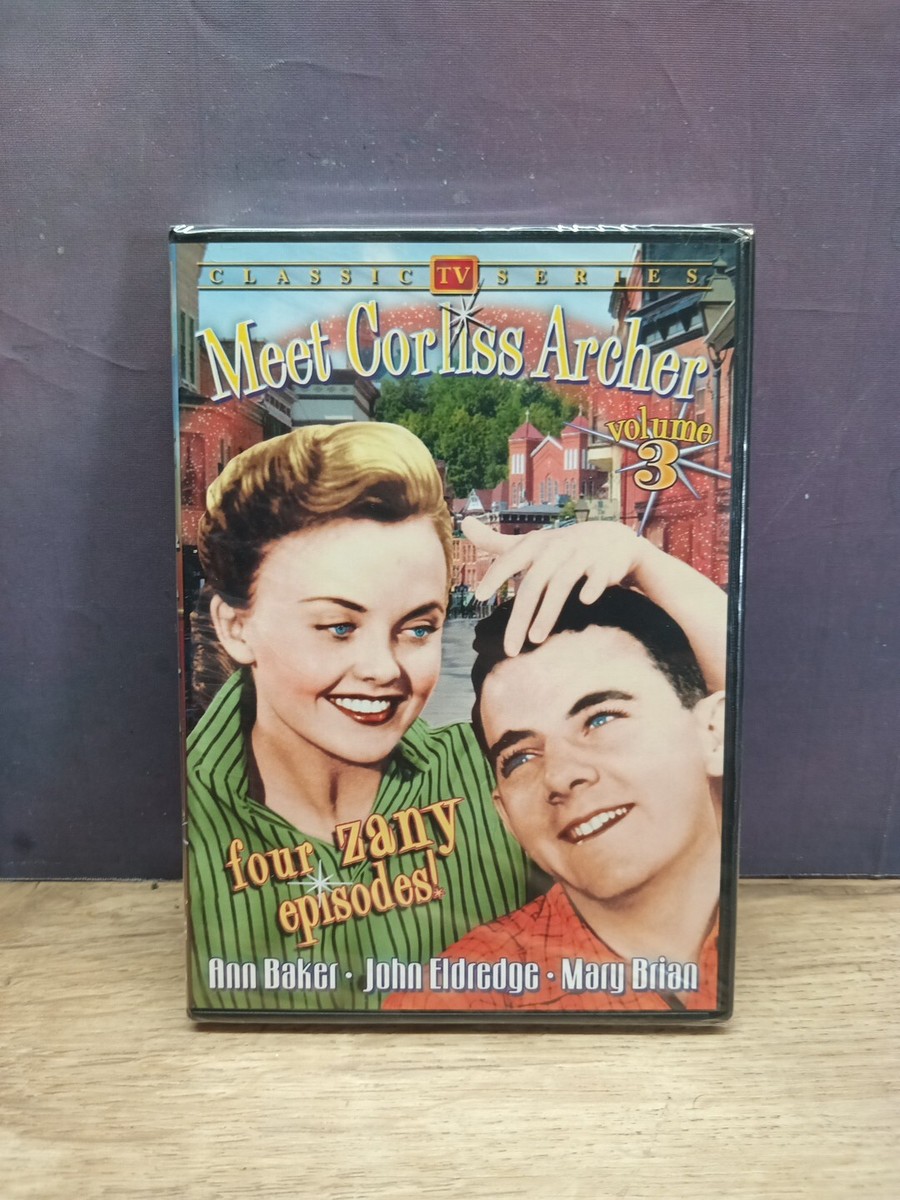 CLASSIC TV SERIES
Meet Corliss Archer
volume
3
four zany
episodes!*
Ann Baker · John Eldredge · Mary Brian